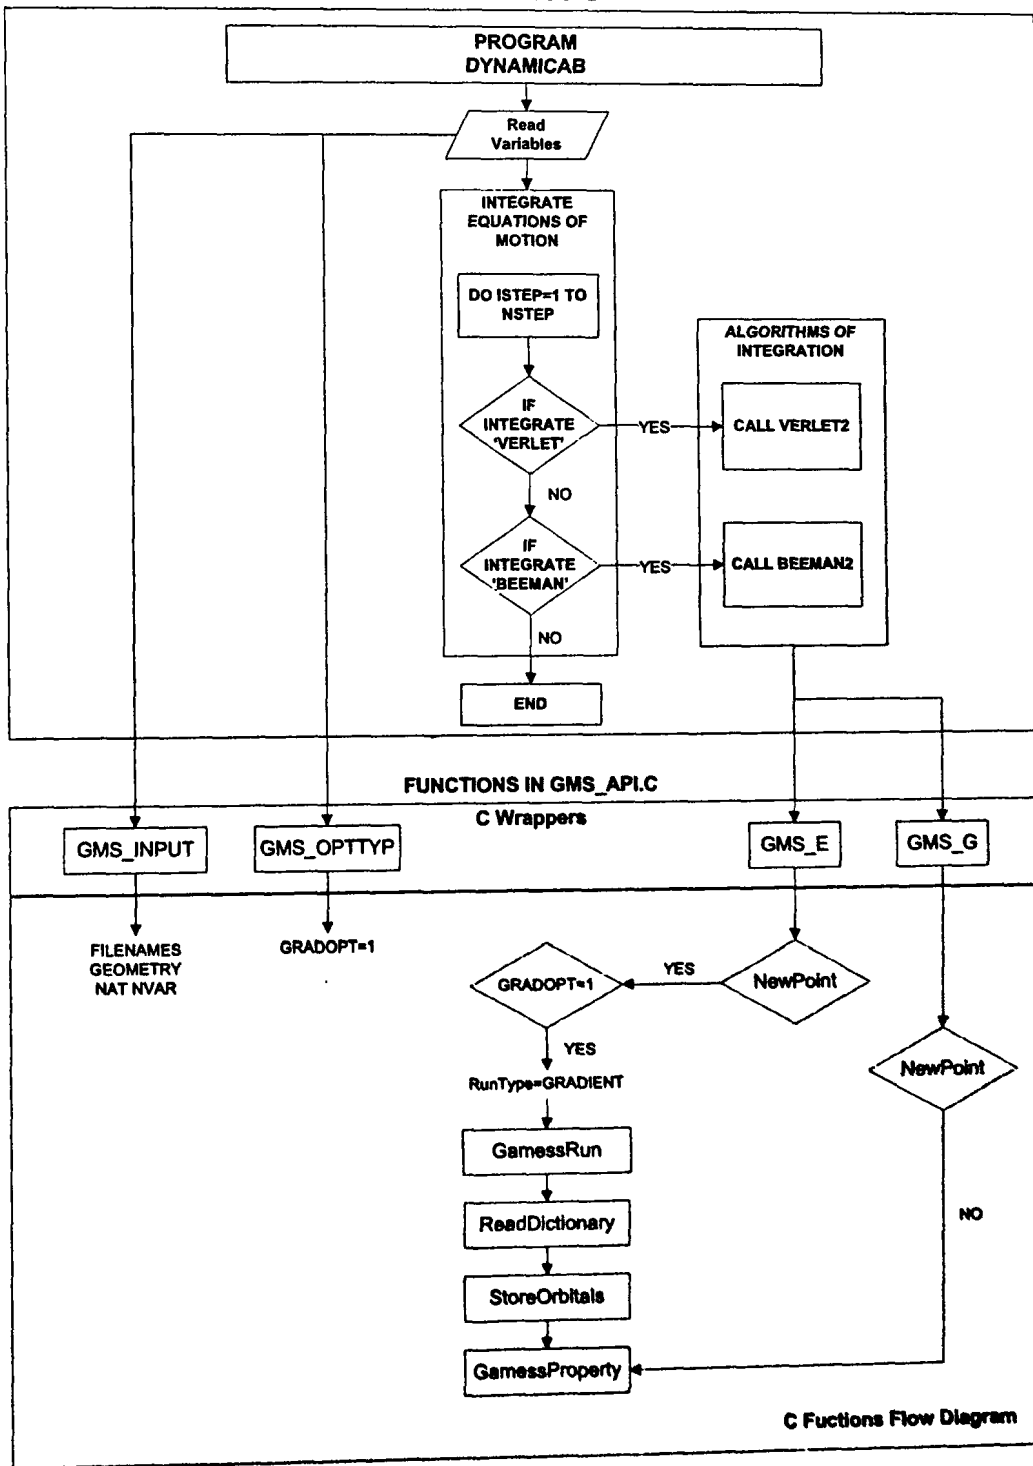 PROGRAM
DYNAMICAB
Read
Variables
INTEGRATE
EQUATIONS OF
MOTION
DO ISTEP=1 TO
NSTEP
ALGORITHMS OF
INTEGRATION
IF
INTEGRATE
'VERLET'
YES
CALL VERLET2
NO
IF
INTEGRATE
'BEEMAN'
YES
CALL BEEMAN2
NO
END
FUNCTIONS IN GMS_API.C
C Wrappers
GMS_INPUT
GMS_OPTTYP
GMS_E
GMS_G
FILENAMES
GEOMETRY
NAT NVAR
GRADOPT=1
GRADOPT=1
YES
NewPoint
YES
NewPoint
RunType=GRADIENT
GamessRun
ReadDictionary
NO
StoreOrbitals
GamessProperty
C Fuctions Flow Diagram